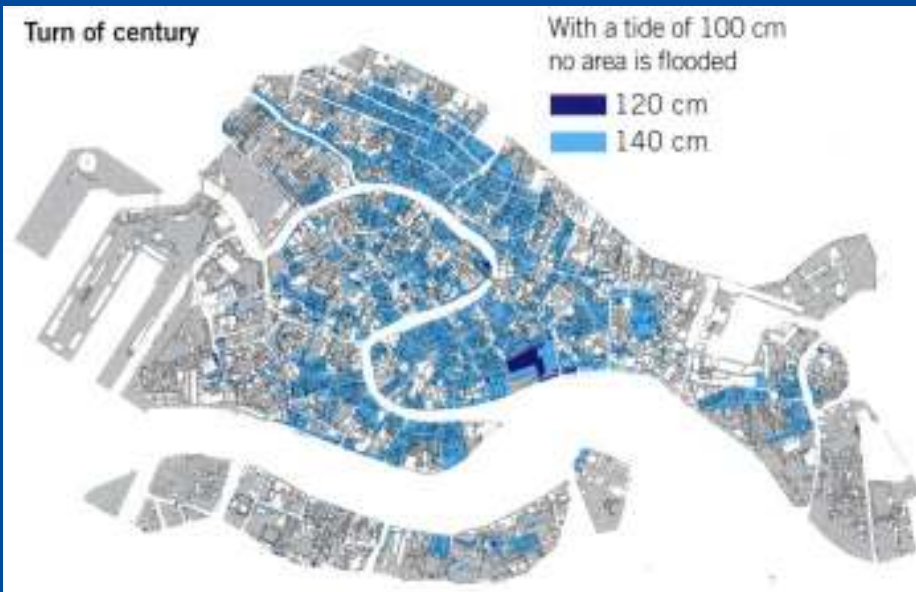 Turn of century
With a tide of 100 cm
no area is flooded
120 cm
140 cm